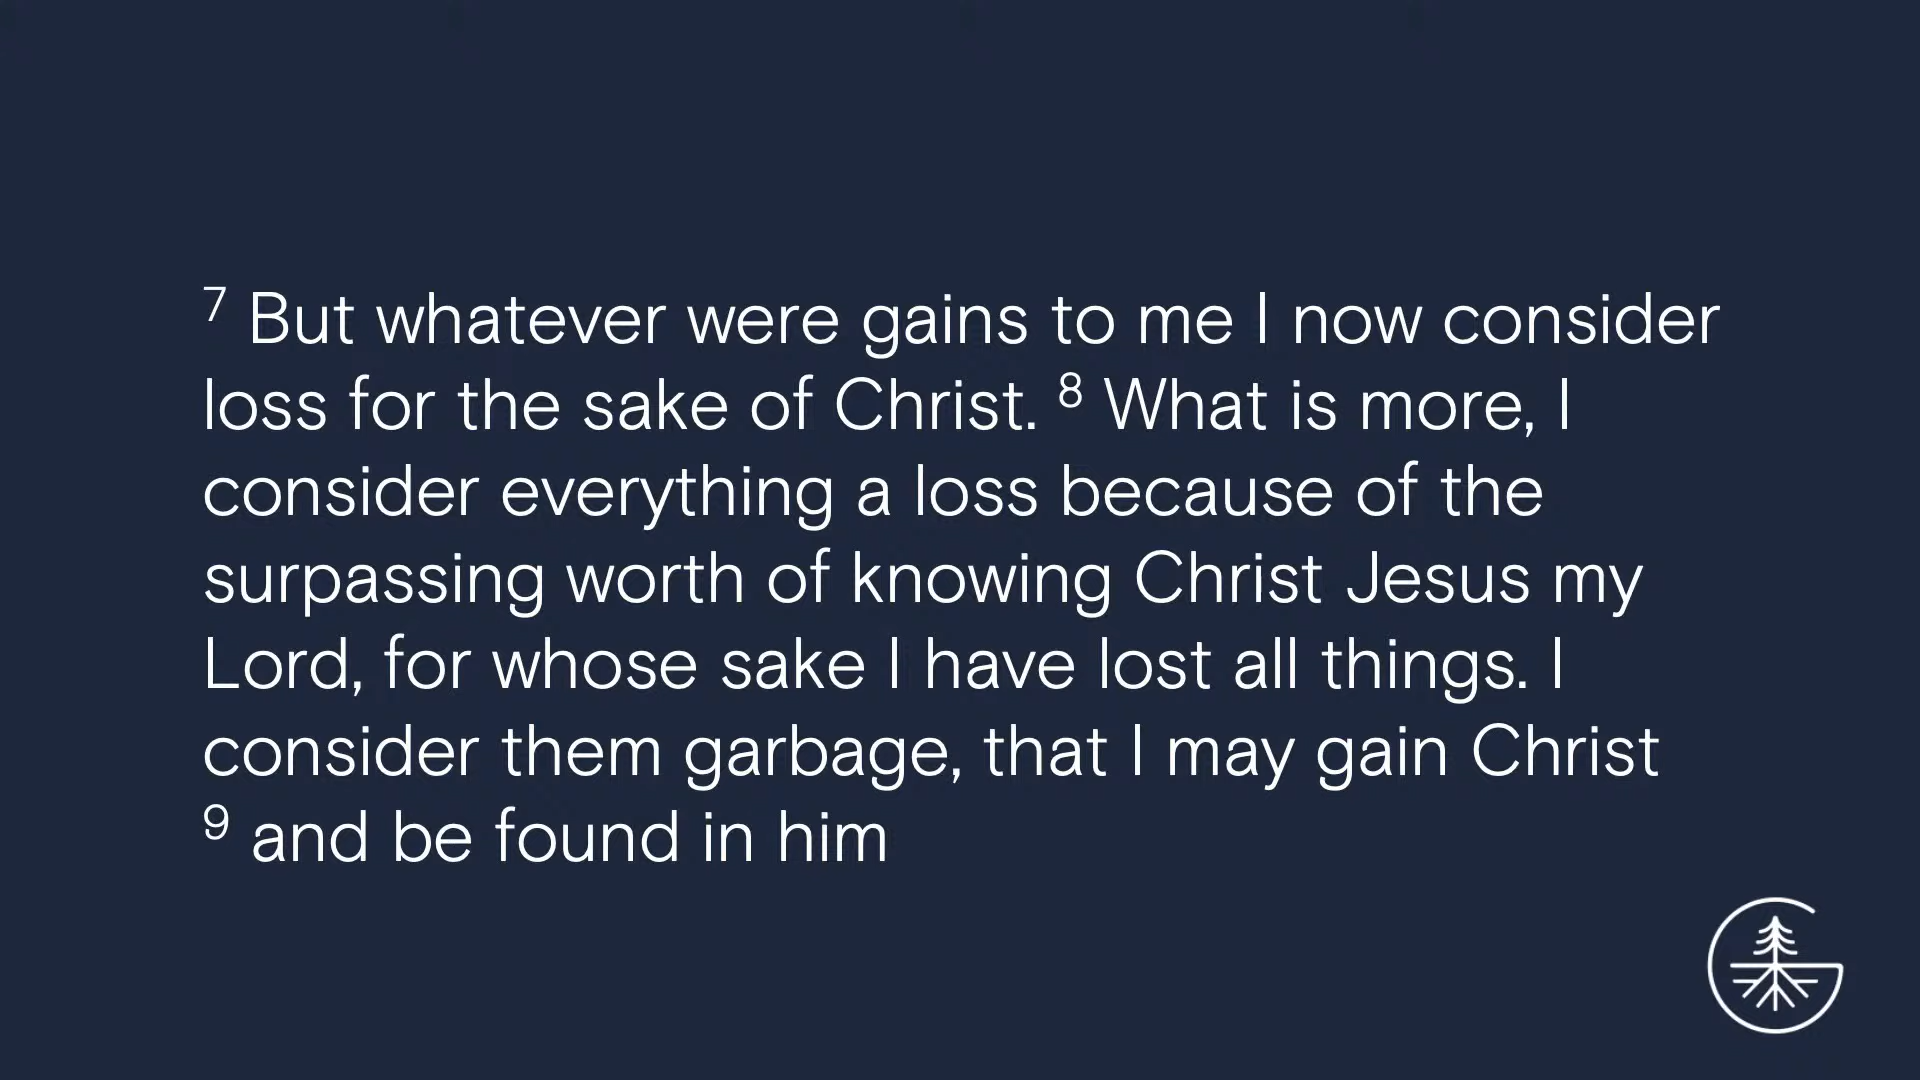 7 But whatever were gains to me I now consider
loss for the sake of Christ. 8 What is more, I
consider everything a loss because of the
surpassing worth of knowing Christ Jesus my
Lord, for whose sake I have lost all things. I
consider them garbage, that I may gain Christ
9 and be found in him